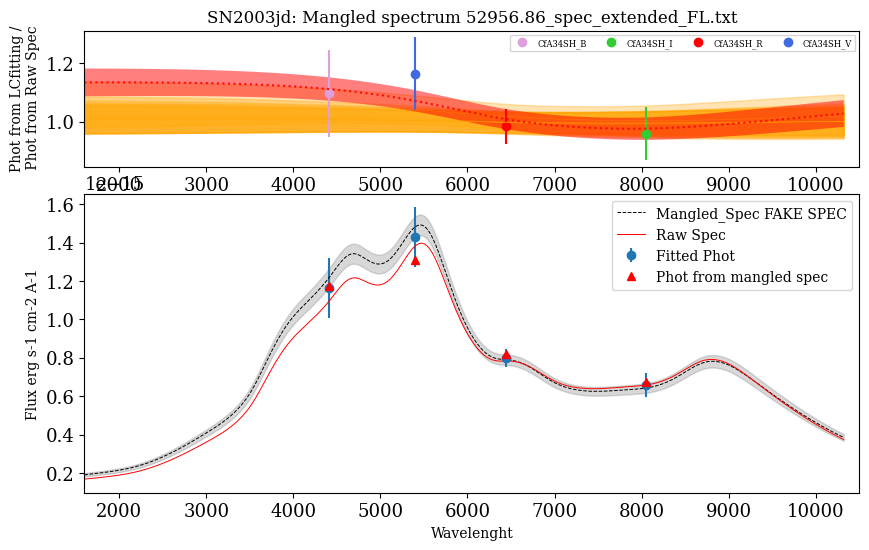 SN2003jd: Mangled spectrum 52956.86_spec_extended_FL.txt
Phot from LCfitting /
Phot from Raw Spec
CfA34SH_B
CfA34SH_I
CfA34SH_R
CfA34SH_V
1.2
1.0
2000 3000 4000 5000 6000 7000 8000 9000 10000
1e−15
Flux erg s-1 cm-2 A-1
1.6
1.4
1.2
1.0
0.8
0.6
0.4
0.2
Mangled_Spec FAKE SPEC
Raw Spec
Fitted Phot
Phot from mangled spec
2000 3000 4000 5000 6000 7000 8000 9000 10000
Wavelenght